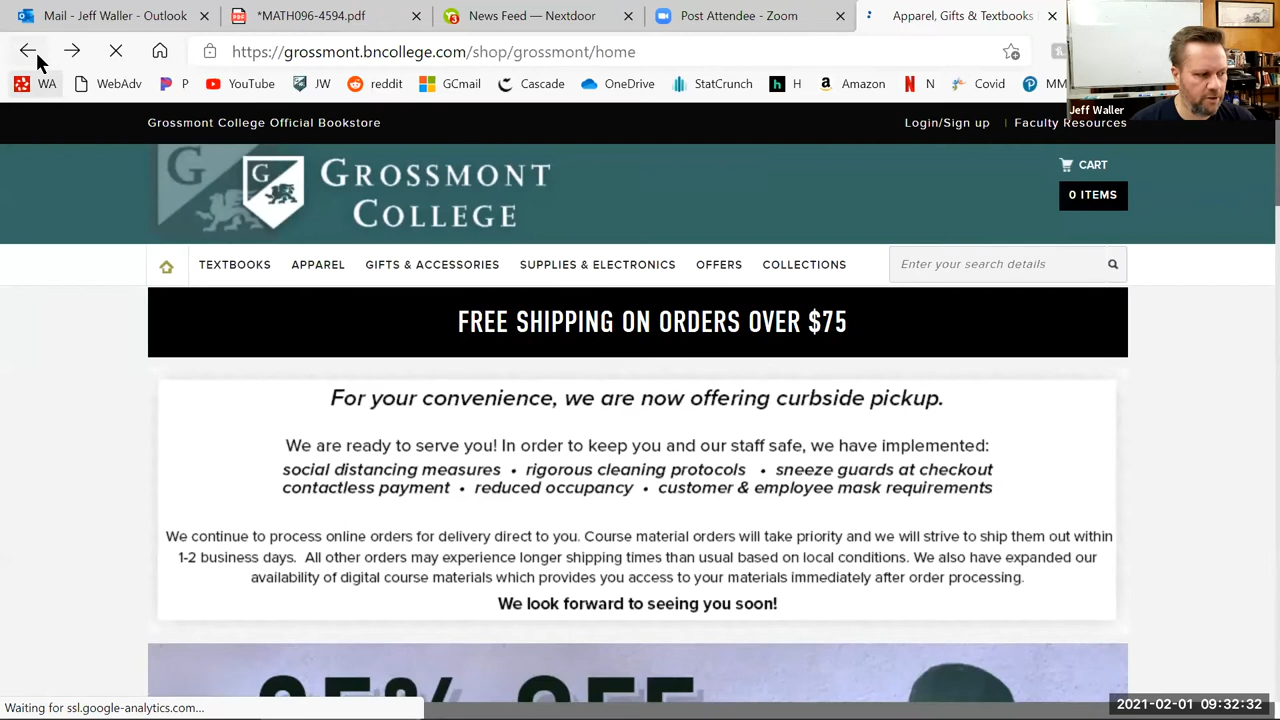 Mail - Jeff Waller - Outlook
*MATH096-4594.pdf
News Feed — Nextdoor
Post Attendee - Zoom
Apparel, Gifts & Textbooks
https://grossmont.bncollege.com/shop/grossmont/home
WA WebAdv P YouTube JW reddit GCmail Cascade OneDrive StatCrunch H Amazon N Covid MM
Jeff Waller
Grossmont College Official Bookstore
Login/Sign up | Faculty Resources
G G
GROSSMONT
COLLEGE
CART
0 ITEMS
TEXTBOOKS APPAREL GIFTS & ACCESSORIES SUPPLIES & ELECTRONICS OFFERS COLLECTIONS
Enter your search details
FREE SHIPPING ON ORDERS OVER $75
For your convenience, we are now offering curbside pickup.
We are ready to serve you! In order to keep you and our staff safe, we have implemented:
social distancing measures • rigorous cleaning protocols • sneeze guards at checkout
contactless payment • reduced occupancy • customer & employee mask requirements
We continue to process online orders for delivery direct to you. Course material orders will take priority and we will strive to ship them out within
1-2 business days. All other orders may experience longer shipping times than usual based on local conditions. We also have expanded our
availability of digital course materials which provides you access to your materials immediately after order processing.
We look forward to seeing you soon!
Waiting for ssl.google-analytics.com...
2021-02-01 09:32:32